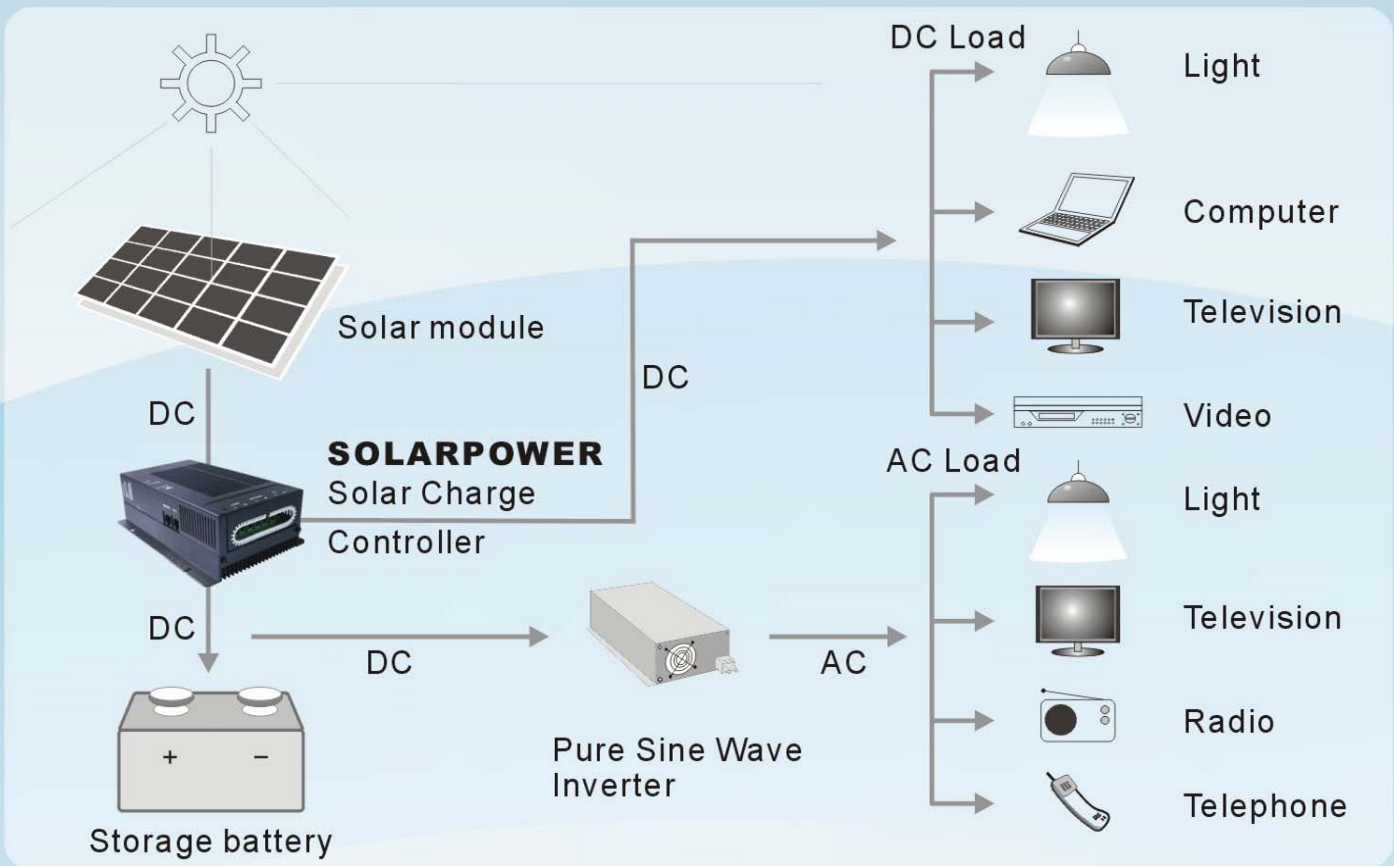 DC Load
Light
Computer
Television
Video
Solar module
DC
DC
SOLARPOWER
Solar Charge
Controller
DC
DC
AC
Pure Sine Wave
Inverter
+ −
Storage battery
AC Load
Light
Television
Radio
Telephone